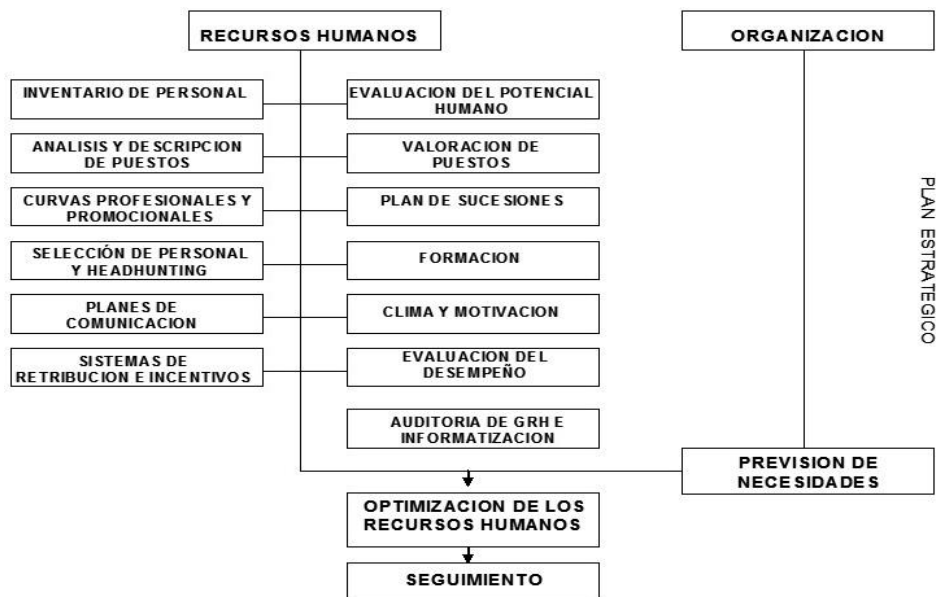 RECURSOS HUMANOS
ORGANIZACION
INVENTARIO DE PERSONAL
EVALUACION DEL POTENCIAL
HUMANO
ANALISIS Y DESCRIPCION
DE PUESTOS
VALORACION DE
PUESTOS
CURVAS PROFESIONALES Y
PROMOCIONALES
PLAN DE SUCESIONES
SELECCIÓN DE PERSONAL
Y HEADHUNTING
FORMACION
PLANES DE
COMUNICACION
CLIMA Y MOTIVACION
SISTEMAS DE
RETRIBUCION E INCENTIVOS
EVALUACION DEL
DESEMPEÑO
AUDITORIA DE GRH E
INFORMATIZACION
PLAN ESTRATEGICO
PREVISION DE
NECESIDADES
OPTIMIZACION DE LOS
RECURSOS HUMANOS
SEGUIMIENTO